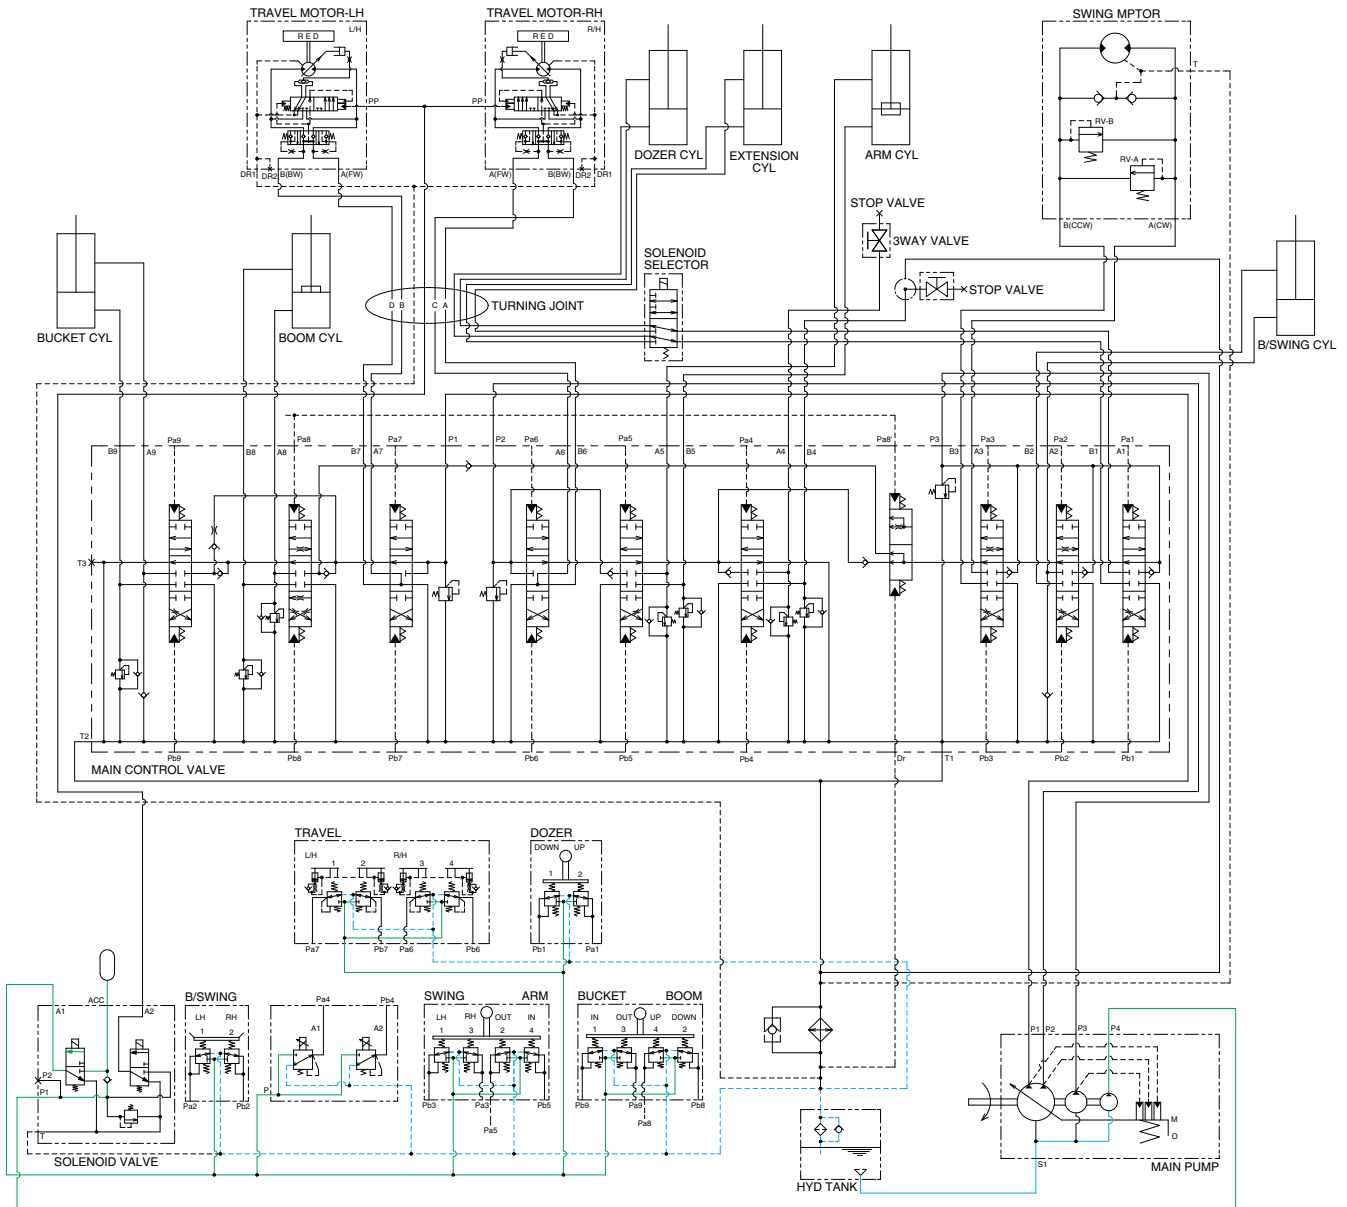 TRAVEL MOTOR-LH
TRAVEL MOTOR-RH
SWING MPTOR
L/H
R/H
R E D
R E D
T
PP
PP
RV-B
DOZER CYL
EXTENSION
CYL
ARM CYL
RV-A
DR1
DR2
B(BW)
A(FW)
A(FW)
B(BW)
DR2
DR1
STOP VALVE
B(CCW)
A(CW)
3WAY VALVE
SOLENOID
SELECTOR
STOP VALVE
D B
C A
TURNING JOINT
BUCKET CYL
BOOM CYL
B/SWING CYL
Pa9
Pa8
Pa7
P1
P2
Pa6
Pa5
Pa4
Pa8'
P3
Pa3
Pa2
Pa1
B9
A9
B8
A8
B7
A7
A6
B6
A5
B5
A4
B4
B3
A3
B2
A2
B1
A1
T3
T2
Pb9
Pb8
Pb7
Pb6
Pb5
Pb4
Dr
T1
Pb3
Pb2
Pb1
MAIN CONTROL VALVE
TRAVEL
DOZER
L/H
1
2
R/H
3
4
DOWN
UP
1
2
Pa7
Pb7
Pa6
Pb6
Pb1
Pa1
A1
ACC
A2
B/SWING
Pa4
Pb4
SWING
ARM
BUCKET
BOOM
LH
RH
1
2
A1
A2
LH
RH
OUT
IN
1
3
2
4
IN
OUT
UP
DOWN
1
3
4
2
P1
P2
P3
P4
P2
P1
P
T
Pa2
Pb2
Pb3
Pa3
Pb5
Pa5
Pb9
Pa9
Pb8
Pa8
M
O
S1
SOLENOID VALVE
HYD TANK
MAIN PUMP